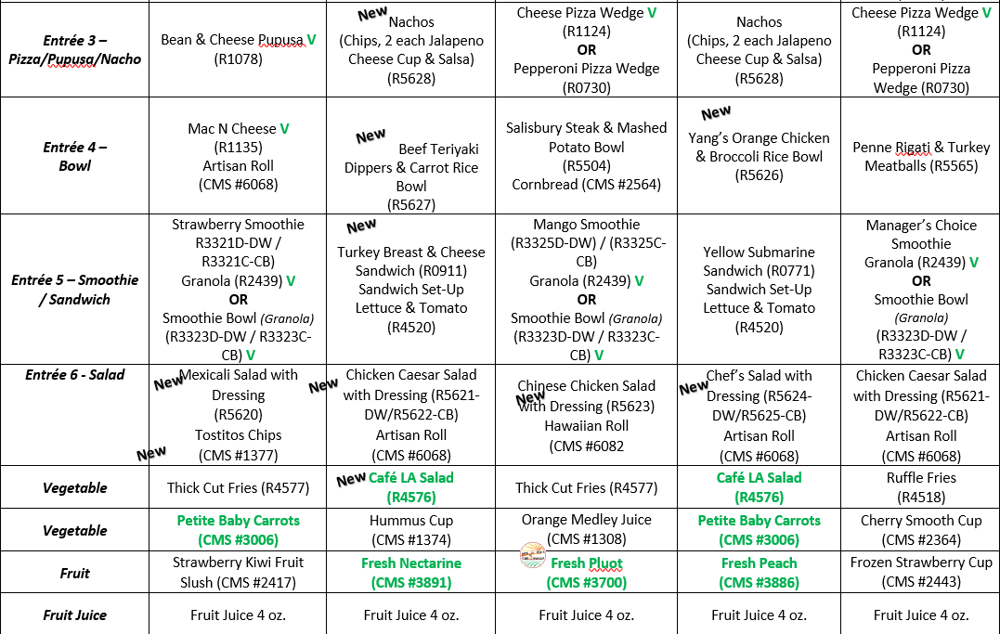 Entrée 3 –
Pizza/Pupusa/Nacho
Bean & Cheese Pupusa V
(R1078)
New
Nachos
(Chips, 2 each Jalapeno
Cheese Cup & Salsa)
(R5628)
Cheese Pizza Wedge V
(R1124)
OR
Pepperoni Pizza Wedge
(R0730)
Nachos
(Chips, 2 each Jalapeno
Cheese Cup & Salsa)
(R5628)
Cheese Pizza Wedge V
(R1124)
OR
Pepperoni Pizza
Wedge (R0730)
Entrée 4 –
Bowl
Mac N Cheese V
(R1135)
Artisan Roll
(CMS #6068)
New
Beef Teriyaki
Dippers & Carrot Rice
Bowl
(R5627)
Salisbury Steak & Mashed
Potato Bowl
(R5504)
Cornbread (CMS #2564)
New
Yang's Orange Chicken
& Broccoli Rice Bowl
(R5626)
Penne Rigati & Turkey
Meatballs (R5565)
Entrée 5 – Smoothie
/ Sandwich
Strawberry Smoothie
R3321D-DW /
R3321C-CB)
Granola (R2439) V
OR
Smoothie Bowl (Granola)
(R3323D-DW / R3323C-
CB) V
New
Turkey Breast & Cheese
Sandwich (R0911)
Sandwich Set-Up
Lettuce & Tomato
(R4520)
Mango Smoothie
(R3325D-DW) / (R3325C-
CB)
Granola (R2439) V
OR
Smoothie Bowl (Granola)
(R3323D-DW / R3323C-
CB) V
Yellow Submarine
Sandwich (R0771)
Sandwich Set-Up
Lettuce & Tomato
(R4520)
Manager's Choice
Smoothie
Granola (R2439) V
OR
Smoothie Bowl
(Granola)
(R3323D-DW /
R3323C-CB) V
Entrée 6 - Salad
New
Mexicali Salad with
Dressing
(R5620)
Tostitos Chips
(CMS #1377)
New
New
Chicken Caesar Salad
with Dressing (R5621-
DW/R5622-CB)
Artisan Roll
(CMS #6068)
Chinese Chicken Salad
New
with Dressing (R5623)
Hawaiian Roll
(CMS #6082
New
Chef's Salad with
Dressing (R5624-
DW/R5625-CB)
Artisan Roll
(CMS #6068)
Chicken Caesar Salad
with Dressing (R5621-
DW/R5622-CB)
Artisan Roll
(CMS #6068)
Vegetable
Thick Cut Fries (R4577)
New
Café LA Salad
(R4576)
Thick Cut Fries (R4577)
Café LA Salad
(R4576)
Ruffle Fries
(R4518)
Vegetable
Petite Baby Carrots
(CMS #3006)
Hummus Cup
(CMS #1374)
Orange Medley Juice
(CMS #1308)
Petite Baby Carrots
(CMS #3006)
Cherry Smooth Cup
(CMS #2364)
Fruit
Strawberry Kiwi Fruit
Slush (CMS #2417)
Fresh Nectarine
(CMS #3891)
Fresh Pluot
(CMS #3700)
Fresh Peach
(CMS #3886)
Frozen Strawberry Cup
(CMS #2443)
Fruit Juice
Fruit Juice 4 oz.
Fruit Juice 4 oz.
Fruit Juice 4 oz.
Fruit Juice 4 oz.
Fruit Juice 4 oz.